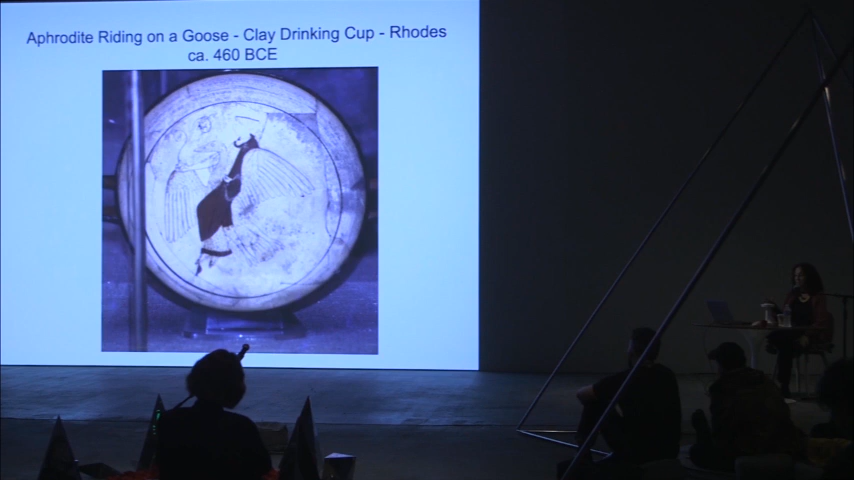 Aphrodite Riding on a Goose - Clay Drinking Cup - Rhodes
ca. 460 BCE